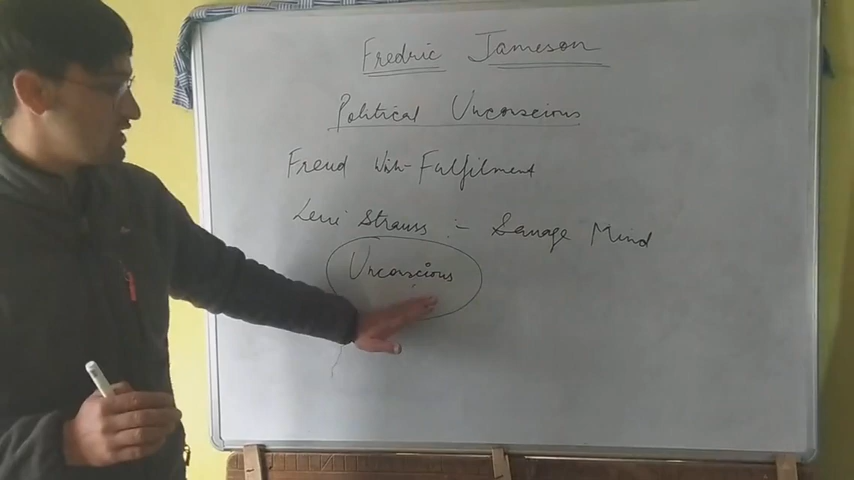 Fredric Jameson
Political Unconscious
Freud Wish-Fulfilment
Levi Strauss :- Savage Mind
Unconscious